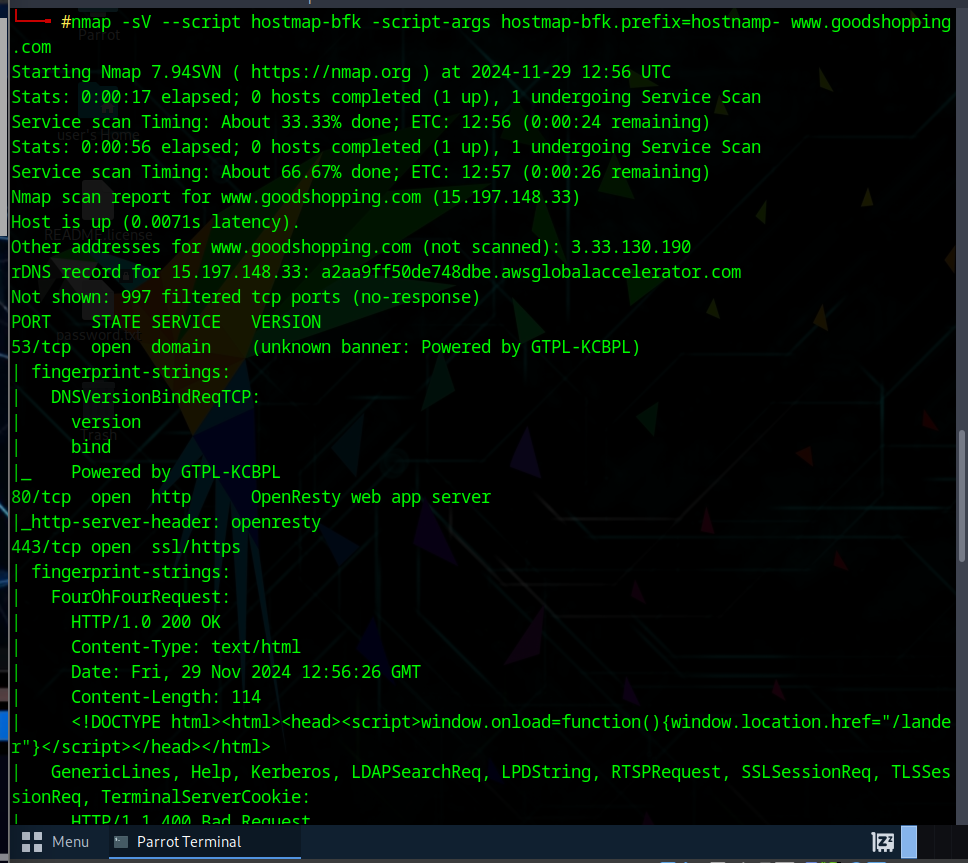 #nmap -sV --script hostmap-bfk -script-args hostmap-bfk.prefix=hostnamp- www.goodshopping
.com
Starting Nmap 7.94SVN ( https://nmap.org ) at 2024-11-29 12:56 UTC
Stats: 0:00:17 elapsed; 0 hosts completed (1 up), 1 undergoing Service Scan
Service scan Timing: About 33.33% done; ETC: 12:56 (0:00:24 remaining)
Stats: 0:00:56 elapsed; 0 hosts completed (1 up), 1 undergoing Service Scan
Service scan Timing: About 66.67% done; ETC: 12:57 (0:00:26 remaining)
Nmap scan report for www.goodshopping.com (15.197.148.33)
Host is up (0.0071s latency).
Other addresses for www.goodshopping.com (not scanned): 3.33.130.190
rDNS record for 15.197.148.33: a2aa9ff50de748dbe.awsglobalaccelerator.com
Not shown: 997 filtered tcp ports (no-response)
PORT    STATE SERVICE   VERSION
53/tcp  open  domain    (unknown banner: Powered by GTPL-KCBPL)
| fingerprint-strings:
|   DNSVersionBindReqTCP:
|     version
|     bind
|_    Powered by GTPL-KCBPL
80/tcp  open  http      OpenResty web app server
|_http-server-header: openresty
443/tcp open  ssl/https
| fingerprint-strings:
|   FourOhFourRequest:
|     HTTP/1.0 200 OK
|     Content-Type: text/html
|     Date: Fri, 29 Nov 2024 12:56:26 GMT
|     Content-Length: 114
|     <!DOCTYPE html><html><head><script>window.onload=function(){window.location.href="/lande
r"}</script></head></html>
|   GenericLines, Help, Kerberos, LDAPSearchReq, LPDString, RTSPRequest, SSLSessionReq, TLSSes
sionReq, TerminalServerCookie:
|     HTTP/1.1 400 Bad Request
Parrot
user's Home
README.license
password.txt
Trash
Menu
Parrot Terminal